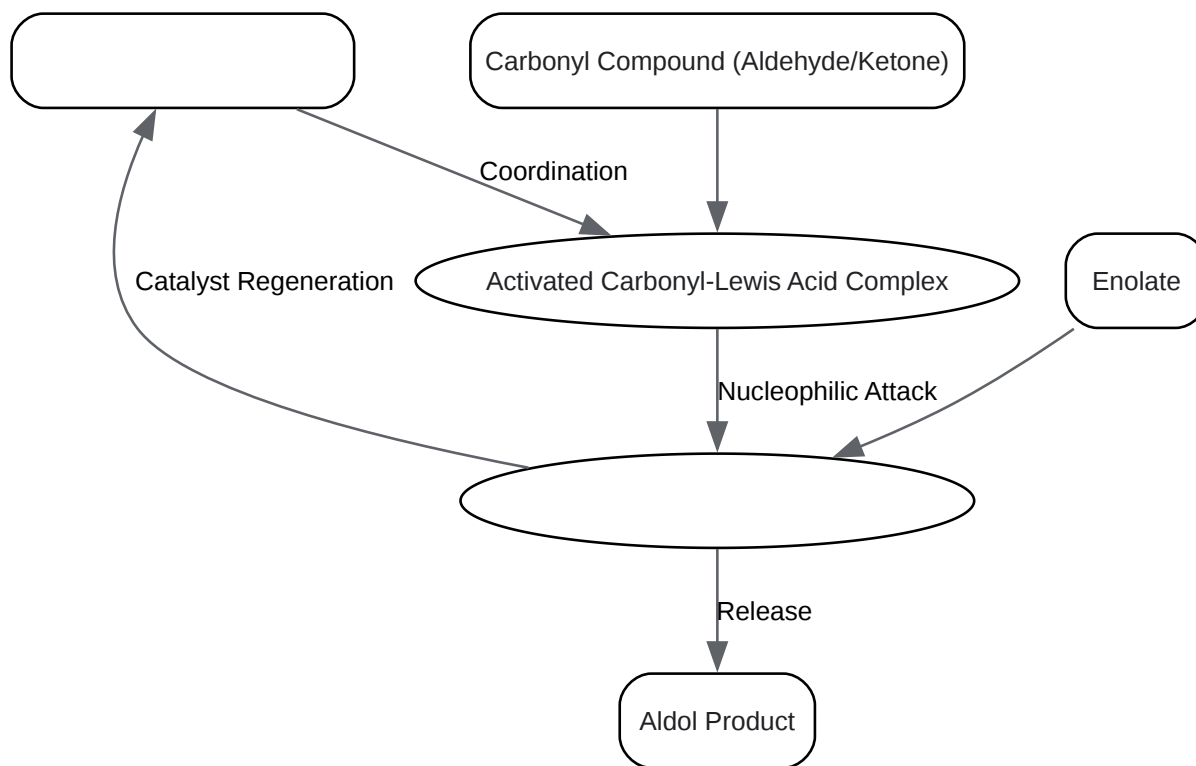 Carbonyl Compound (Aldehyde/Ketone)
Coordination
Catalyst Regeneration
Activated Carbonyl-Lewis Acid Complex
Enolate
Nucleophilic Attack
Release
Aldol Product